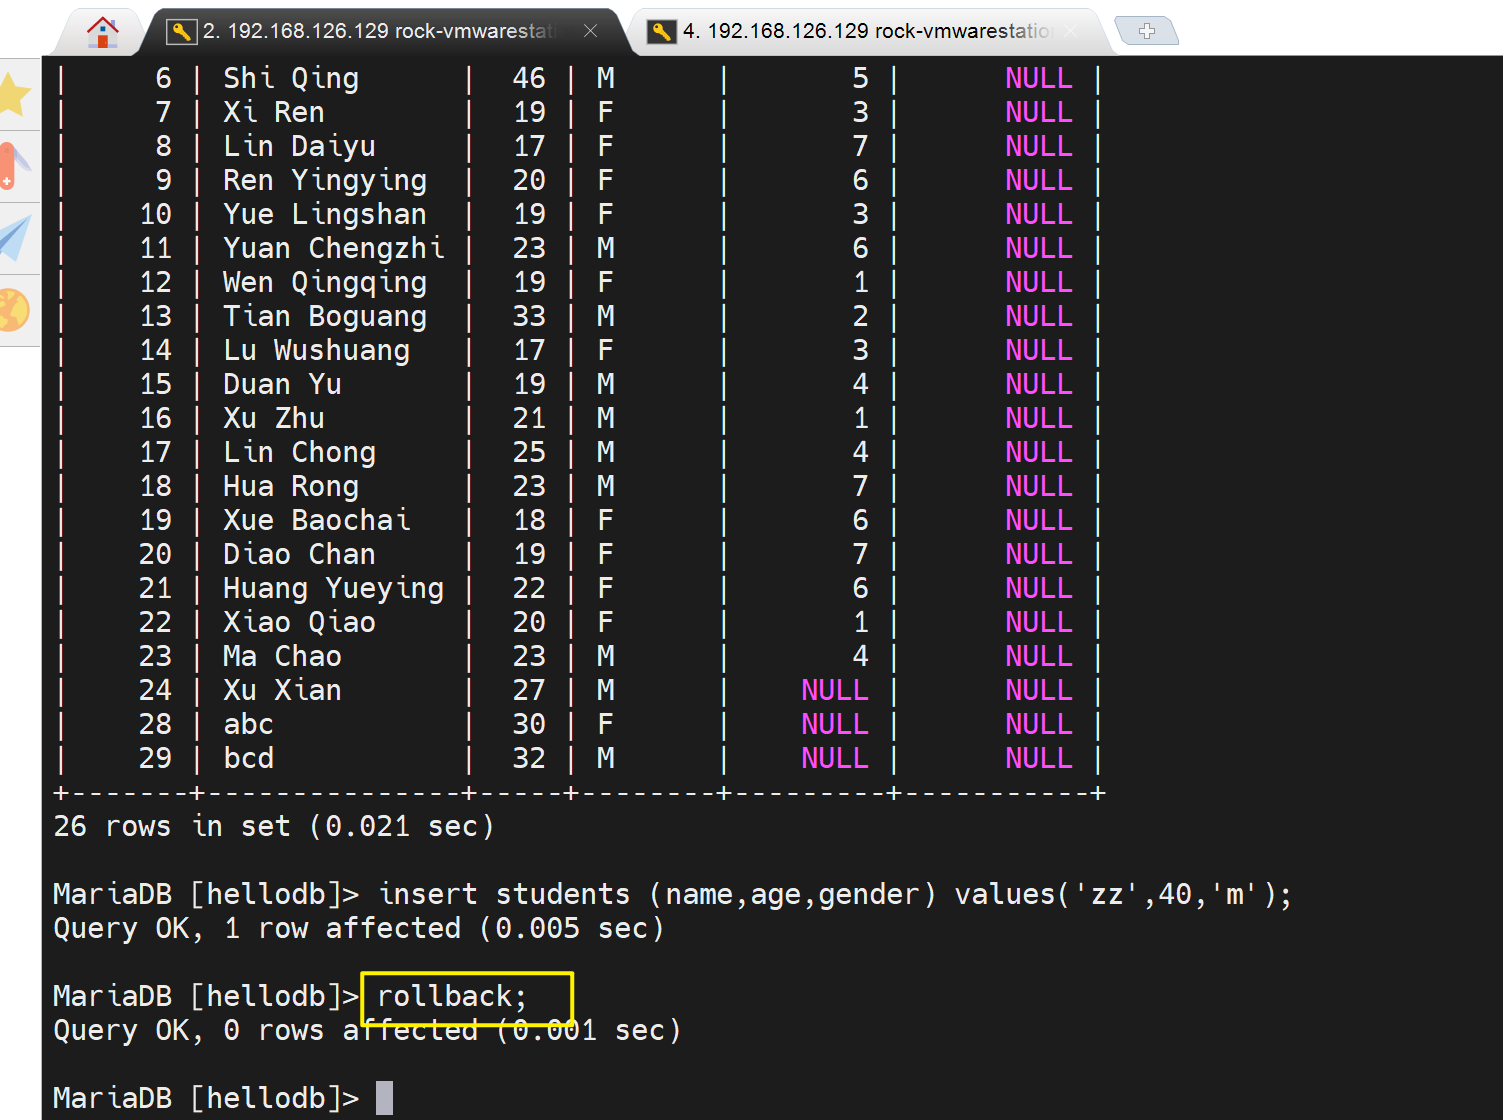 2. 192.168.126.129 rock-vmwarestati
4. 192.168.126.129 rock-vmwarestatio
|      6 | Shi Qing      |  46 | M      |       5 |      NULL |
|      7 | Xi Ren        |  19 | F      |       3 |      NULL |
|      8 | Lin Daiyu     |  17 | F      |       7 |      NULL |
|      9 | Ren Yingying  |  20 | F      |       6 |      NULL |
|     10 | Yue Lingshan  |  19 | F      |       3 |      NULL |
|     11 | Yuan Chengzhi |  23 | M      |       6 |      NULL |
|     12 | Wen Qingqing  |  19 | F      |       1 |      NULL |
|     13 | Tian Boguang  |  33 | M      |       2 |      NULL |
|     14 | Lu Wushuang   |  17 | F      |       3 |      NULL |
|     15 | Duan Yu       |  19 | M      |       4 |      NULL |
|     16 | Xu Zhu        |  21 | M      |       1 |      NULL |
|     17 | Lin Chong     |  25 | M      |       4 |      NULL |
|     18 | Hua Rong      |  23 | M      |       7 |      NULL |
|     19 | Xue Baochai   |  18 | F      |       6 |      NULL |
|     20 | Diao Chan     |  19 | F      |       7 |      NULL |
|     21 | Huang Yueying |  22 | F      |       6 |      NULL |
|     22 | Xiao Qiao     |  20 | F      |       1 |      NULL |
|     23 | Ma Chao       |  23 | M      |       4 |      NULL |
|     24 | Xu Xian       |  27 | M      |    NULL |      NULL |
|     28 | abc           |  30 | F      |    NULL |      NULL |
|     29 | bcd           |  32 | M      |    NULL |      NULL |
+-------+---------------+-----+--------+---------+-----------+
26 rows in set (0.021 sec)
MariaDB [hellodb]> insert students (name,age,gender) values('zz',40,'m');
Query OK, 1 row affected (0.005 sec)
MariaDB [hellodb]> rollback;
Query OK, 0 rows affected (0.001 sec)
MariaDB [hellodb]>